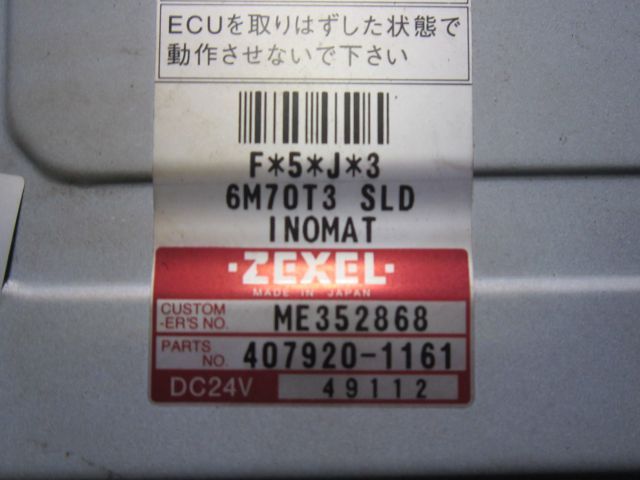 ECUを取りはずした状態で
動作させないで下さい
F*5*J*3
6M70T3 SLD
INOMAT
·ZEXEL·
MADE IN JAPAN
CUSTOM
-ER'S NO. ME352868
PARTS
NO. 407920-1161
DC24V 49112